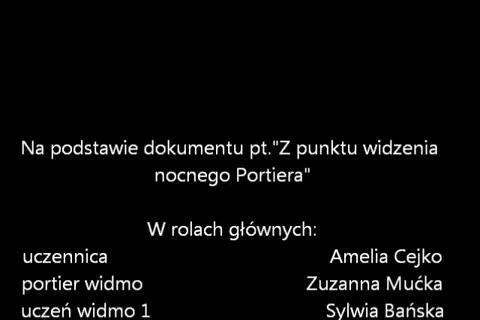 Na podstawie dokumentu pt."Z punktu widzenia
nocnego Portiera"
W rolach głównych:
uczennica Amelia Cejko
portier widmo Zuzanna Mućka
uczeń widmo 1 Sylwia Bańska